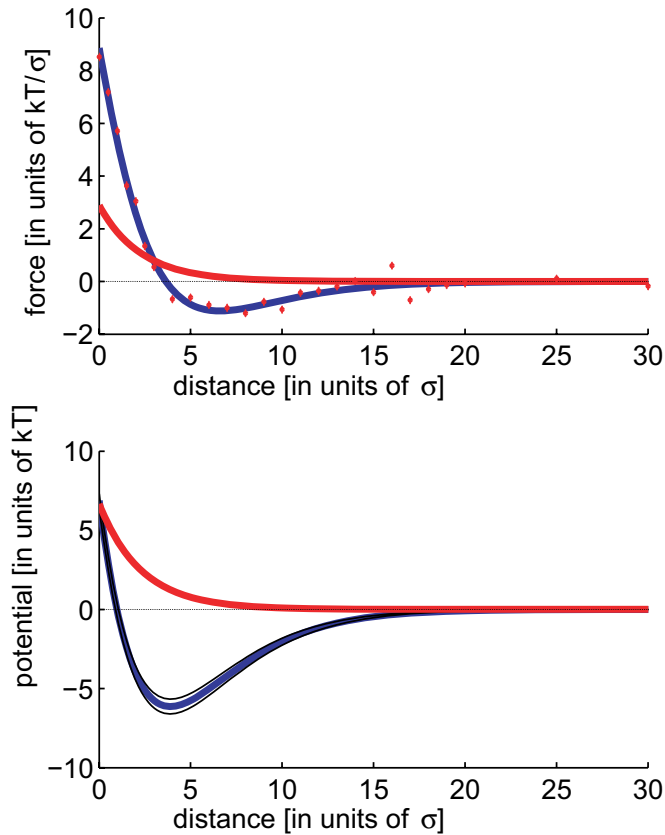 10
8
6
4
2
0
−2
force [in units of kT/σ]
0 5 10 15 20 25 30
distance [in units of σ]
10
5
0
−5
−10
potential [in units of kT]
0 5 10 15 20 25 30
distance [in units of σ]